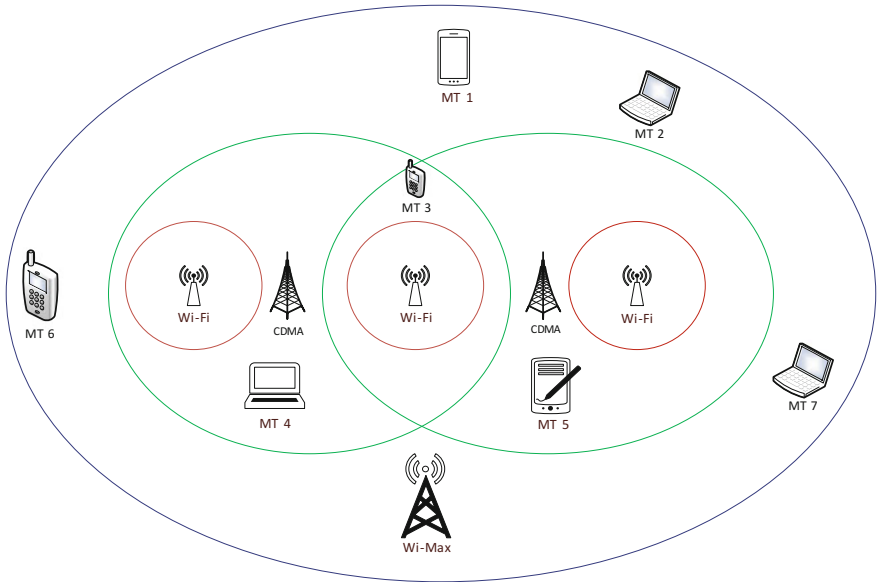 MT 1
MT 2
MT 3
Wi-Fi
Wi-Fi
Wi-Fi
CDMA
CDMA
MT 6
MT 4
MT 5
MT 7
Wi-Max